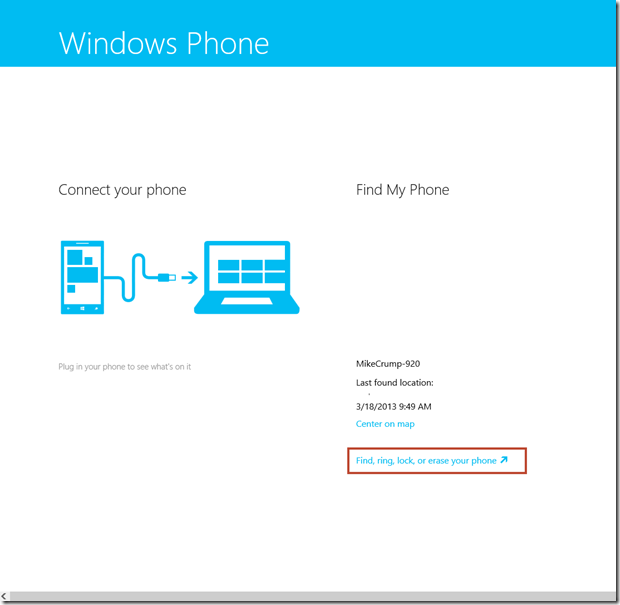 Windows Phone
Connect your phone
Find My Phone
Plug in your phone to see what's on it
MikeCrump-920
Last found location:
3/18/2013 9:49 AM
Center on map
Find, ring, lock, or erase your phone